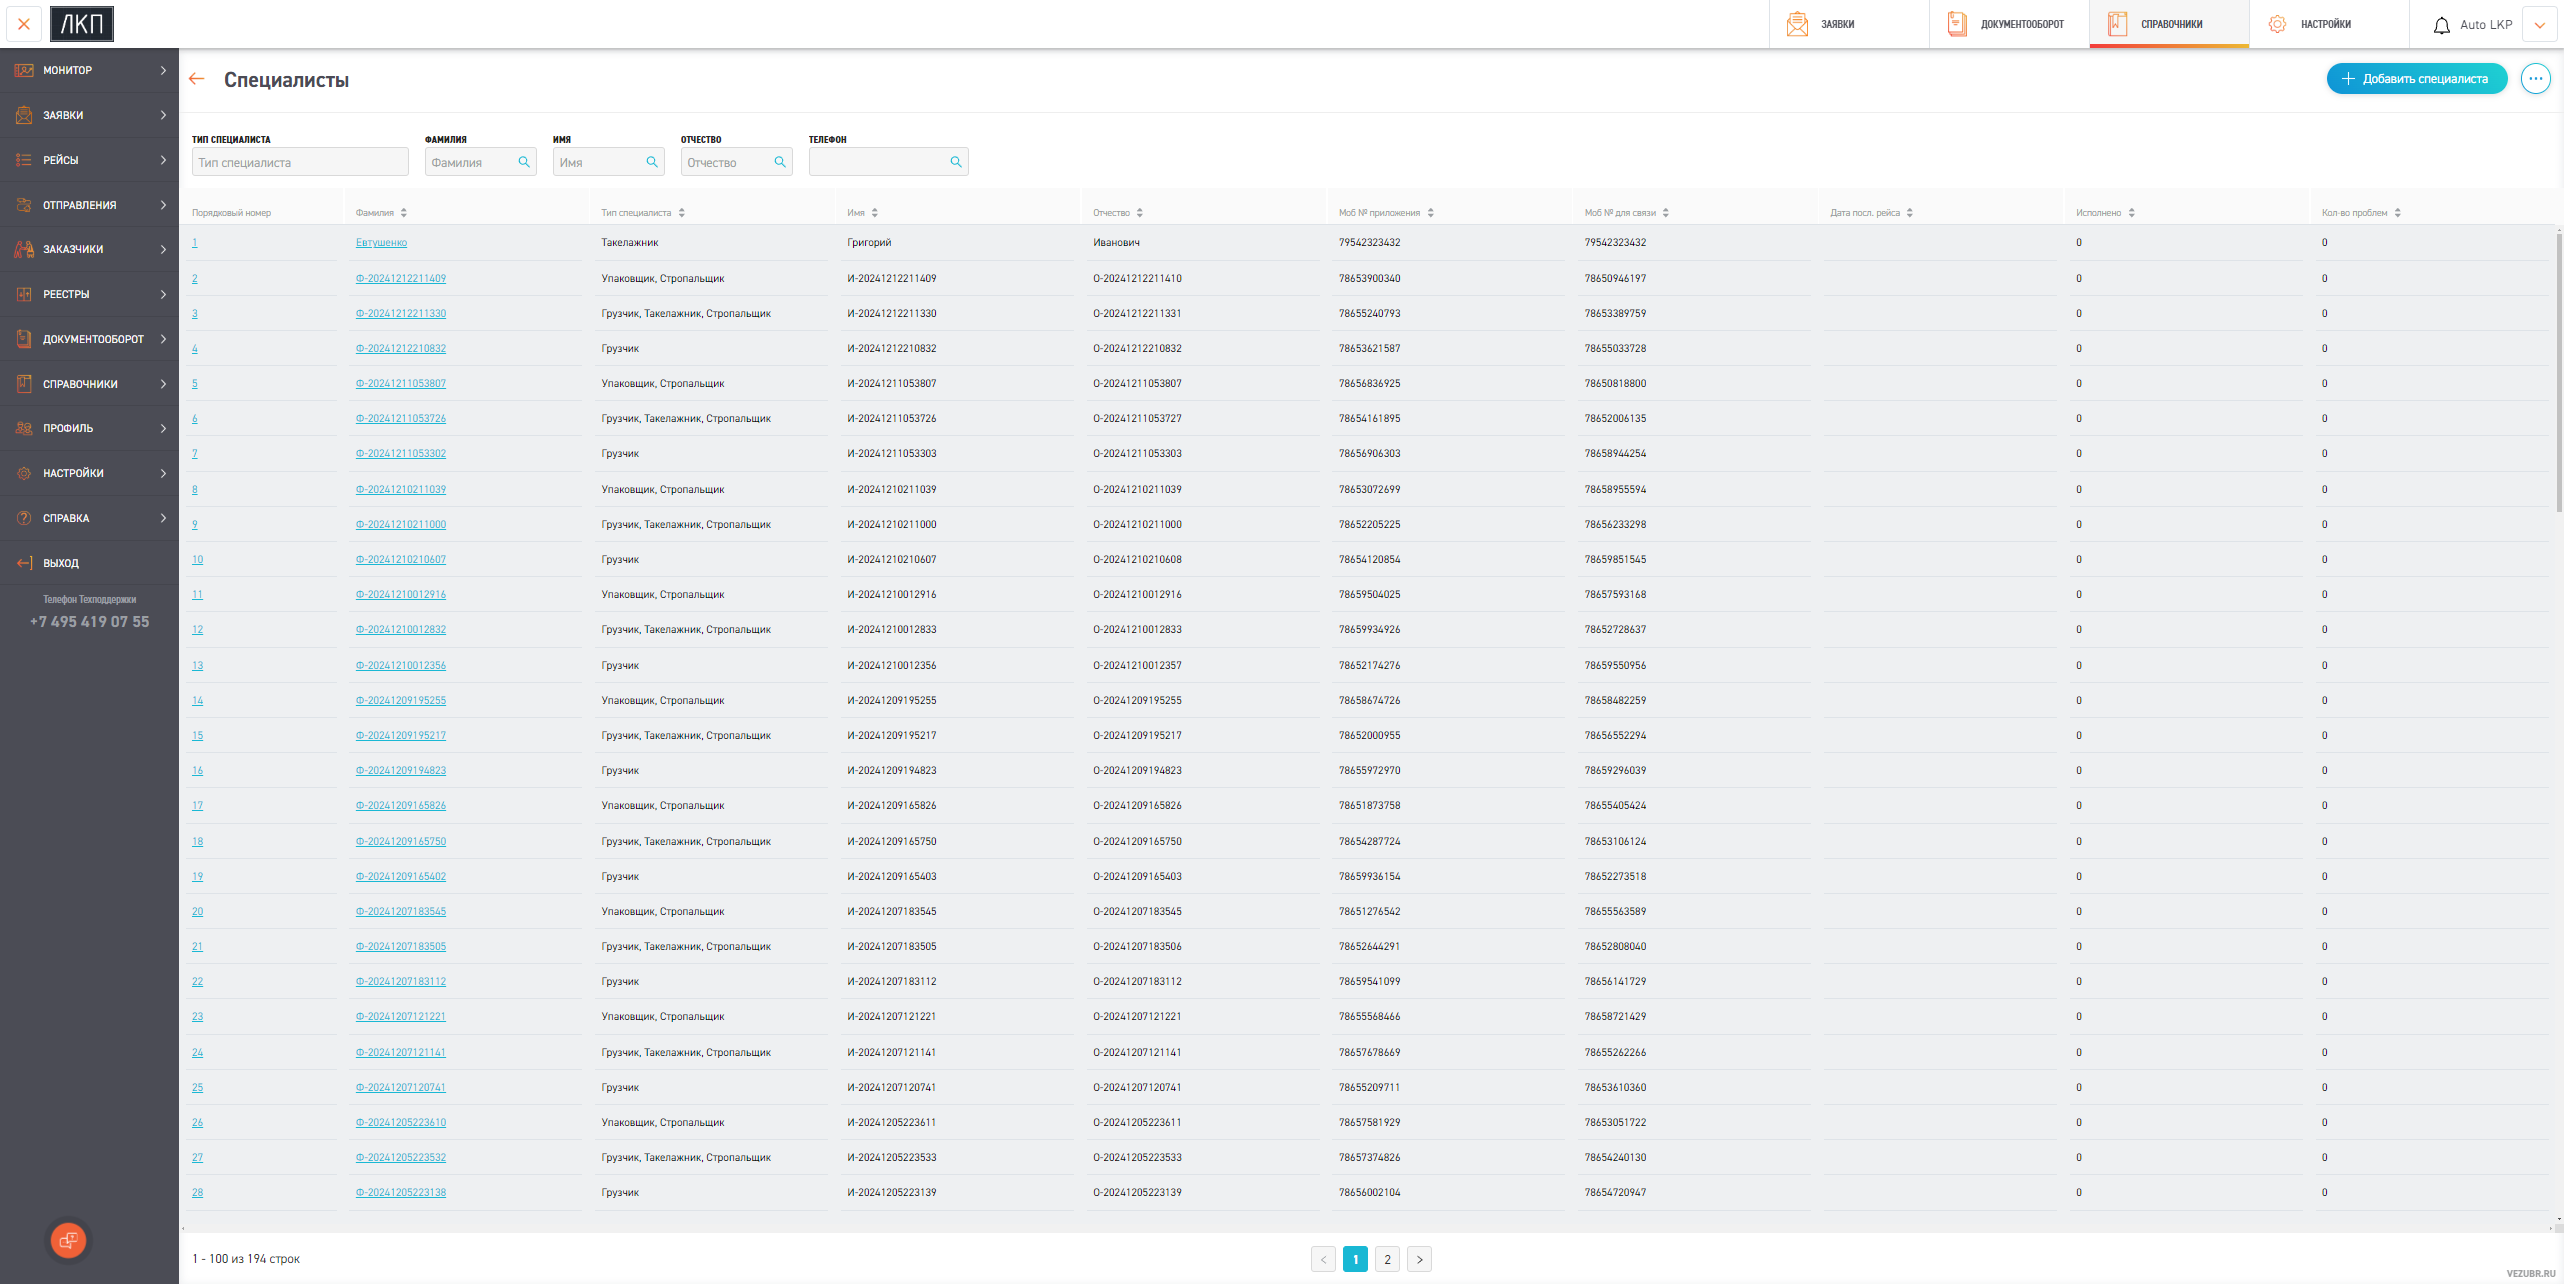 ЛКП
ЗАЯВКИ
ДОКУМЕНТООБОРОТ
СПРАВОЧНИКИ
НАСТРОЙКИ
Auto LKP
МОНИТОР
ЗАЯВКИ
РЕЙСЫ
ОТПРАВЛЕНИЯ
ЗАКАЗЧИКИ
РЕЕСТРЫ
ДОКУМЕНТООБОРОТ
СПРАВОЧНИКИ
ПРОФИЛЬ
НАСТРОЙКИ
СПРАВКА
ВЫХОД
Телефон Техподдержки
+7 495 419 07 55
Специалисты
Добавить специалиста
ТИП СПЕЦИАЛИСТА ФАМИЛИЯ ИМЯ ОТЧЕСТВО ТЕЛЕФОН
Тип специалиста Фамилия Имя Отчество
Порядковый номер Фамилия Тип специалиста Имя Отчество Моб № приложения Моб № для связи Дата посл. рейса Исполнено Кол-во проблем
1 Евтушенко Такелажник Григорий Иванович 79542323432 79542323432 0 0
2 Ф-20241212211409 Упаковщик, Стропальщик И-20241212211409 О-20241212211410 78653900340 78650946197 0 0
3 Ф-20241212211330 Грузчик, Такелажник, Стропальщик И-20241212211330 О-20241212211331 78655240793 78653389759 0 0
4 Ф-20241212210832 Грузчик И-20241212210832 О-20241212210832 78653621587 78655033728 0 0
5 Ф-20241211053807 Упаковщик, Стропальщик И-20241211053807 О-20241211053807 78656836925 78650818800 0 0
6 Ф-20241211053726 Грузчик, Такелажник, Стропальщик И-20241211053726 О-20241211053727 78654161895 78652006135 0 0
7 Ф-20241211053302 Грузчик И-20241211053303 О-20241211053303 78656906303 78658944254 0 0
8 Ф-20241210211039 Упаковщик, Стропальщик И-20241210211039 О-20241210211039 78653072699 78658955594 0 0
9 Ф-20241210211000 Грузчик, Такелажник, Стропальщик И-20241210211000 О-20241210211000 78652205225 78656233298 0 0
10 Ф-20241210210607 Грузчик И-20241210210607 О-20241210210608 78654120854 78659851545 0 0
11 Ф-20241210012916 Упаковщик, Стропальщик И-20241210012916 О-20241210012916 78659504025 78657593168 0 0
12 Ф-20241210012832 Грузчик, Такелажник, Стропальщик И-20241210012833 О-20241210012833 78659934926 78652728637 0 0
13 Ф-20241210012356 Грузчик И-20241210012356 О-20241210012357 78652174276 78659550956 0 0
14 Ф-20241209195255 Упаковщик, Стропальщик И-20241209195255 О-20241209195255 78658674726 78658482259 0 0
15 Ф-20241209195217 Грузчик, Такелажник, Стропальщик И-20241209195217 О-20241209195217 78652000955 78656552294 0 0
16 Ф-20241209194823 Грузчик И-20241209194823 О-20241209194823 78655972970 78659296039 0 0
17 Ф-20241209165826 Упаковщик, Стропальщик И-20241209165826 О-20241209165826 78651873758 78655405424 0 0
18 Ф-20241209165750 Грузчик, Такелажник, Стропальщик И-20241209165750 О-20241209165750 78654287724 78653106124 0 0
19 Ф-20241209165402 Грузчик И-20241209165403 О-20241209165403 78659936154 78652273518 0 0
20 Ф-20241207183545 Упаковщик, Стропальщик И-20241207183545 О-20241207183545 78651276542 78655563589 0 0
21 Ф-20241207183505 Грузчик, Такелажник, Стропальщик И-20241207183505 О-20241207183506 78652644291 78652808040 0 0
22 Ф-20241207183112 Грузчик И-20241207183112 О-20241207183112 78659541099 78656141729 0 0
23 Ф-20241207121221 Упаковщик, Стропальщик И-20241207121221 О-20241207121221 78655568466 78658721429 0 0
24 Ф-20241207121141 Грузчик, Такелажник, Стропальщик И-20241207121141 О-20241207121141 78657678669 78655262266 0 0
25 Ф-20241207120741 Грузчик И-20241207120741 О-20241207120741 78655209711 78653610360 0 0
26 Ф-20241205223610 Упаковщик, Стропальщик И-20241205223611 О-20241205223611 78657581929 78653051722 0 0
27 Ф-20241205223532 Грузчик, Такелажник, Стропальщик И-20241205223533 О-20241205223533 78657374826 78654240130 0 0
28 Ф-20241205223138 Грузчик И-20241205223139 О-20241205223139 78656002104 78654720947 0 0
1 - 100 из 194 строк
1 2
VEZUBR.RU